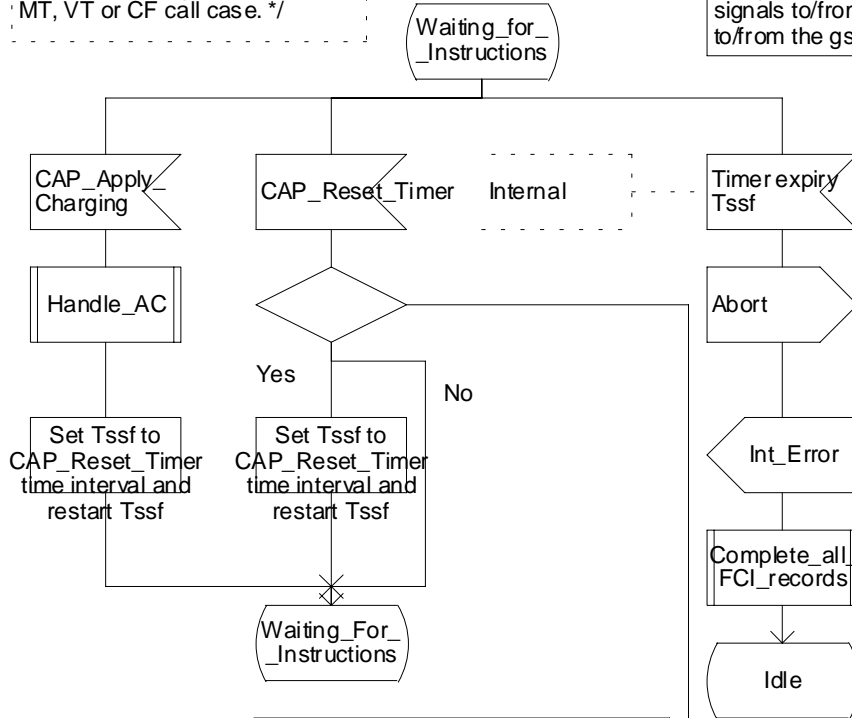 MT, VT or CF call case. */
Waiting_for_
_Instructions
signals to/from
to/from the gs
CAP_Apply_
Charging
CAP_Reset_Timer
Internal
Timer expiry
Tssf
Handle_AC
Abort
Yes
No
Set Tssf to
CAP_Reset_Timer
time interval and
restart Tssf
Set Tssf to
CAP_Reset_Timer
time interval and
restart Tssf
Int_Error
Complete_all_
FCI_records
Waiting_For_
_Instructions
Idle